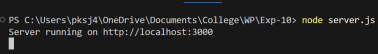 PS C:\Users\pksj4\OneDrive\Documents\College\WP\Exp-10> node server.js
Server running on http://localhost:3000